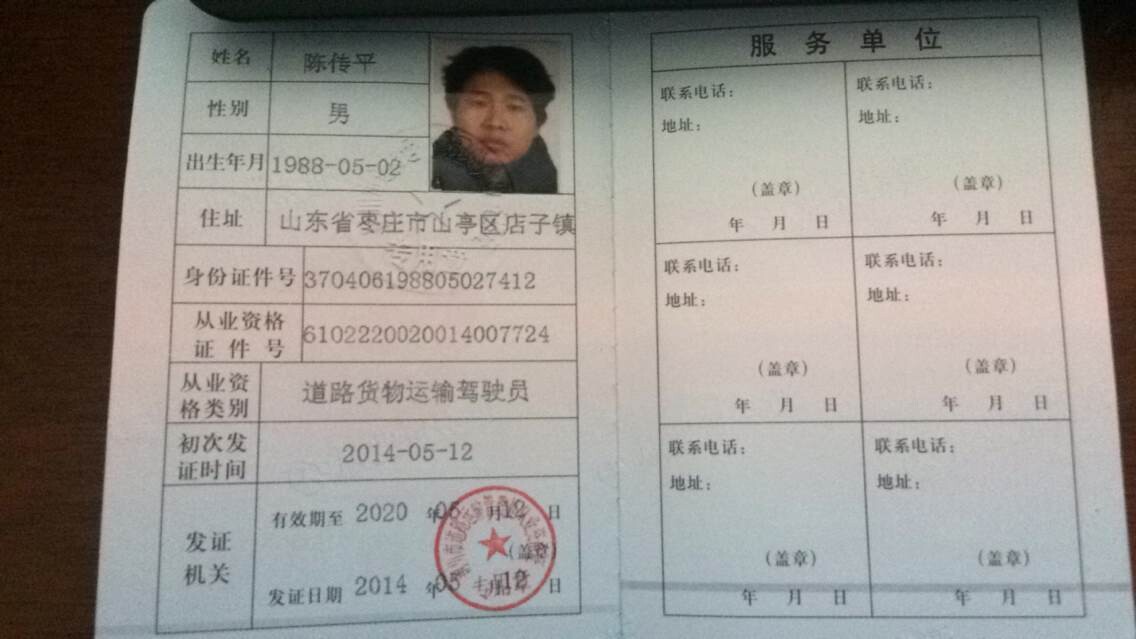 姓名 陈传平
性别 男
出生年月 1988-05-02
住址 山东省枣庄市山亭区店子镇
身份证件号 370406198805027412
从业资格
证件号 6102220020014007724
从业资
格类别 道路货物运输驾驶员
初次发
证时间 2014-05-12
发证
机关
有效期至 2020 年 05 月 12 日
(盖章)
发证日期 2014 年 05 月 12 日
专用章
服务单位
联系电话:
地址:
(盖章)
年 月 日
联系电话:
地址:
(盖章)
年 月 日
联系电话:
地址:
(盖章)
年 月 日
联系电话:
地址:
(盖章)
年 月 日
联系电话:
地址:
(盖章)
年 月 日
联系电话:
地址:
(盖章)
年 月 日